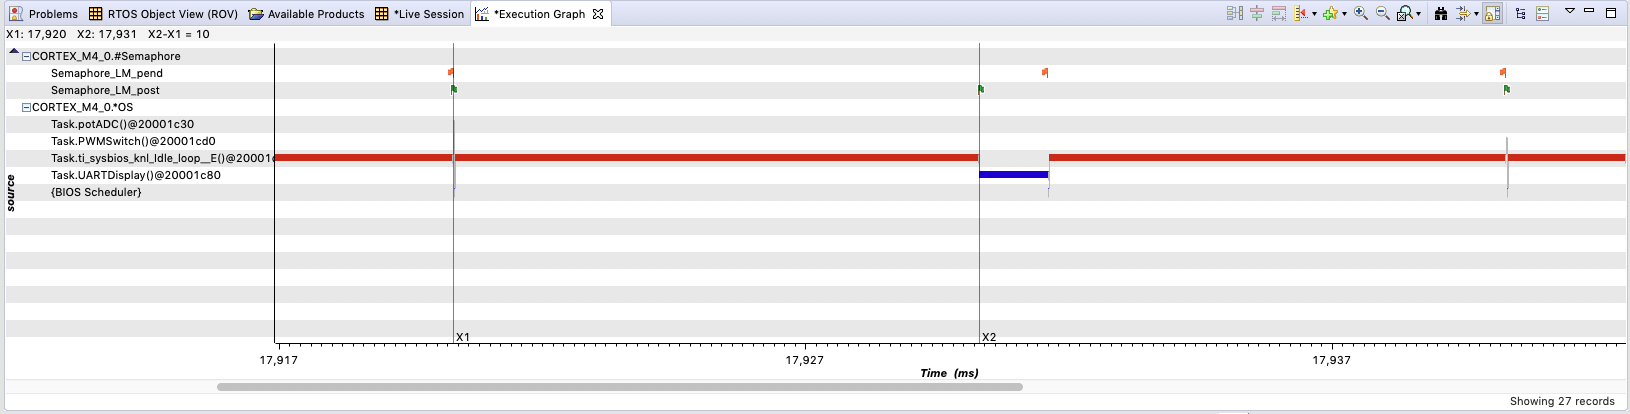 Problems RTOS Object View (ROV) Available Products *Live Session *Execution Graph
X1: 17,920 X2: 17,931 X2-X1 = 10
CORTEX_M4_0.#Semaphore
Semaphore_LM_pend
Semaphore_LM_post
CORTEX_M4_0.*OS
Task.potADC()@20001c30
Task.PWMSwitch()@20001cd0
Task.ti_sysbios_knl_Idle_loop__E()@20001
Task.UARTDisplay()@20001c80
{BIOS Scheduler}
source
X1 X2
17,917 17,927 17,937
Time (ms)
Showing 27 records